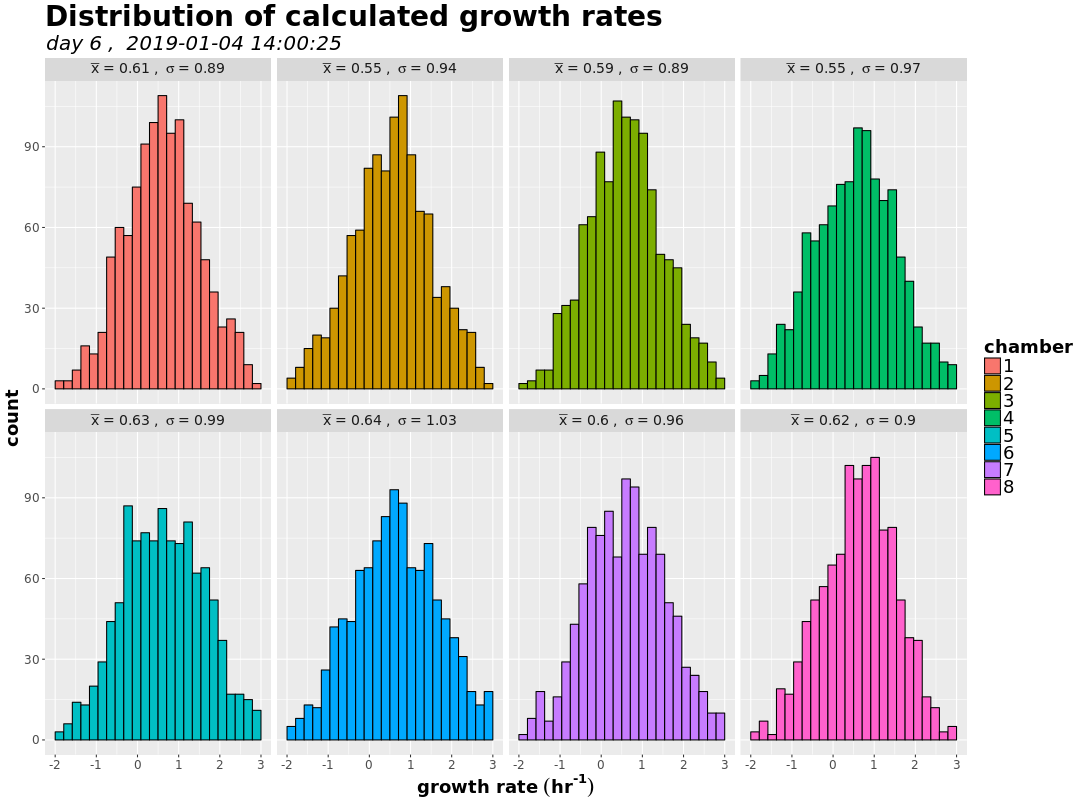 Distribution of calculated growth rates
day 6 ,  2019-01-04 14:00:25
x̅ = 0.61 ,  σ = 0.89
x̅ = 0.55 ,  σ = 0.94
x̅ = 0.59 ,  σ = 0.89
x̅ = 0.55 ,  σ = 0.97
90
60
30
0
count
x̅ = 0.63 ,  σ = 0.99
x̅ = 0.64 ,  σ = 1.03
x̅ = 0.6 ,  σ = 0.96
x̅ = 0.62 ,  σ = 0.9
90
60
30
0
-2 -1 0 1 2 3
-2 -1 0 1 2 3
-2 -1 0 1 2 3
-2 -1 0 1 2 3
growth rate (hr⁻¹)
chamber
1
2
3
4
5
6
7
8